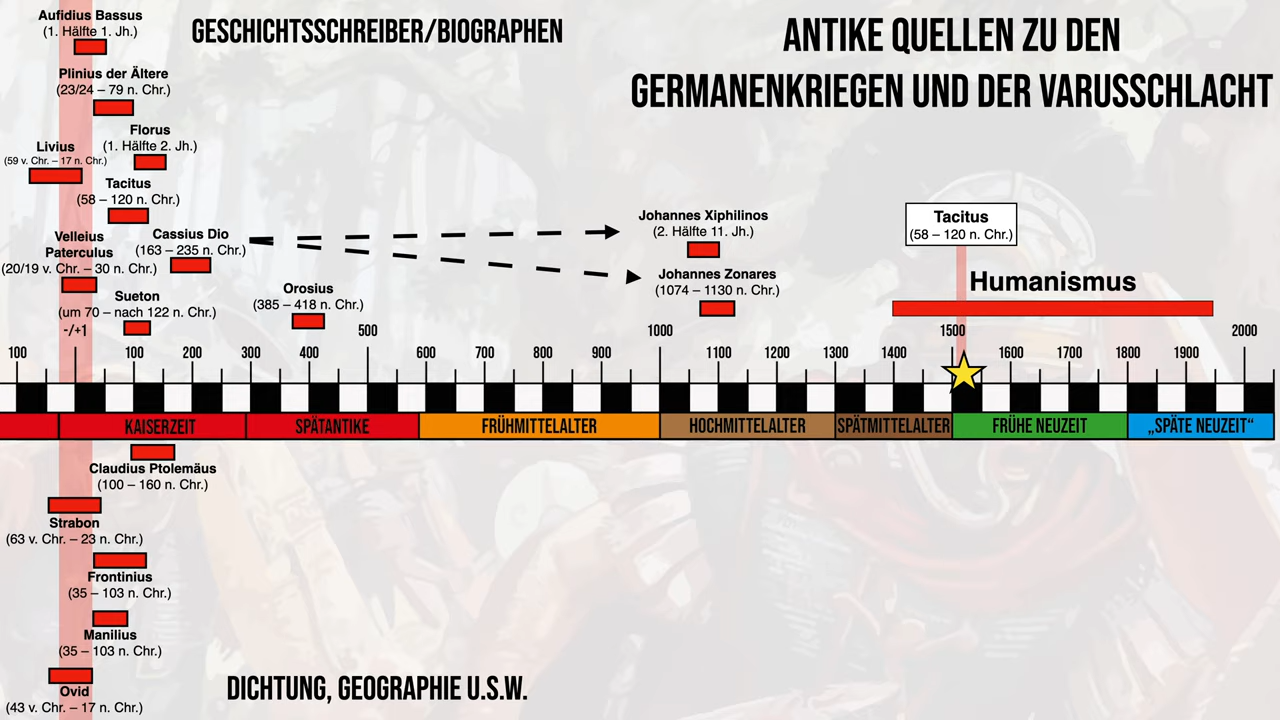 GESCHICHTSSCHREIBER/BIOGRAPHEN
ANTIKE QUELLEN ZU DEN
GERMANENKRIEGEN UND DER VARUSSCHLACHT
Aufidius Bassus
(1. Hälfte 1. Jh.)
Plinius der Ältere
(23/24 – 79 n. Chr.)
Florus
(1. Hälfte 2. Jh.)
Livius
(59 v. Chr. – 17 n. Chr.)
Tacitus
(58 – 120 n. Chr.)
Cassius Dio
(163 – 235 n. Chr.)
Velleius
Paterculus
(20/19 v. Chr. – 30 n. Chr.)
Sueton
(um 70 – nach 122 n. Chr.)
Orosius
(385 – 418 n. Chr.)
Johannes Xiphilinos
(2. Hälfte 11. Jh.)
Johannes Zonares
(1074 – 1130 n. Chr.)
Tacitus
(58 – 120 n. Chr.)
Humanismus
-/+1 500 1000 1500 2000
100 100 200 300 400 600 700 800 900 1100 1200 1300 1400 1600 1700 1800 1900
KAISERZEIT SPÄTANTIKE FRÜHMITTELALTER HOCHMITTELALTER SPÄTMITTELALTER FRÜHE NEUZEIT „SPÄTE NEUZEIT“
Claudius Ptolemäus
(100 – 160 n. Chr.)
Strabon
(63 v. Chr. – 23 n. Chr.)
Frontinius
(35 – 103 n. Chr.)
Manilius
(35 – 103 n. Chr.)
Ovid
(43 v. Chr. – 17 n. Chr.)
DICHTUNG, GEOGRAPHIE U.S.W.